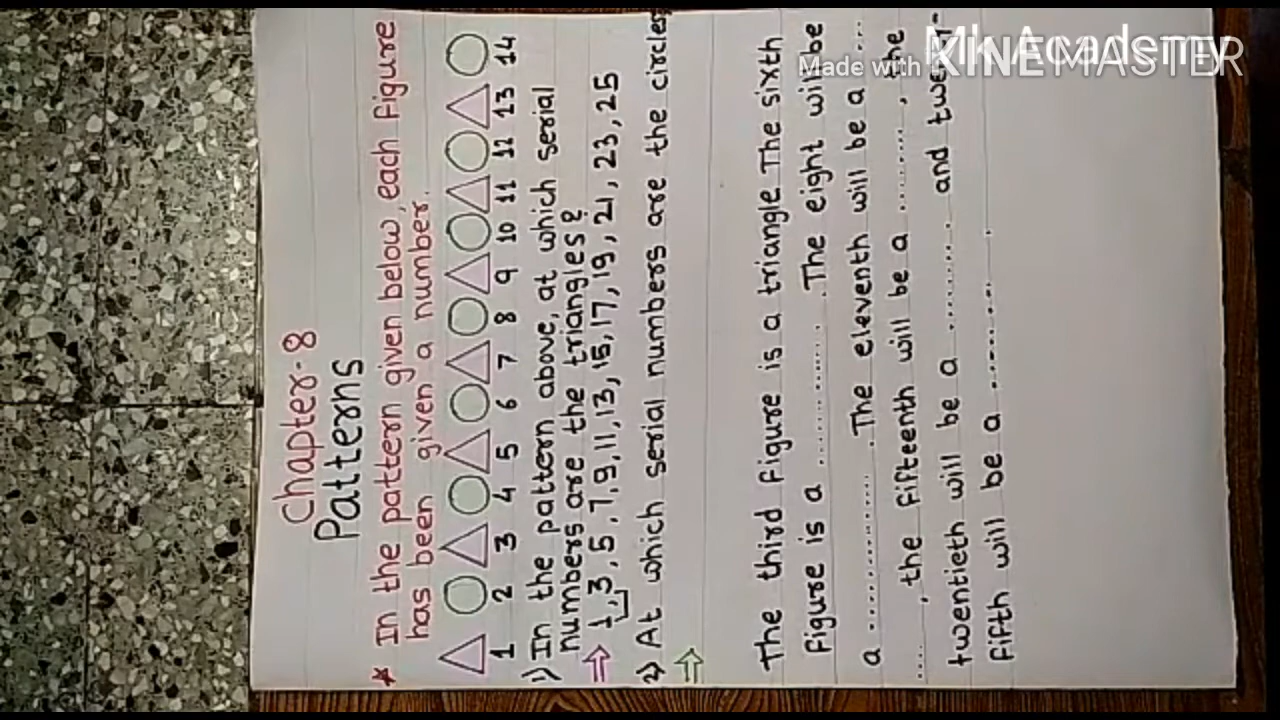 Chapter-8
Patterns
* In the pattern given below, each figure
has been given a number.
1 2 3 4 5 6 7 8 9 10 11 12 13 14
1) In the pattern above, at which serial
numbers are the triangles?
⇒ 1, 3, 5, 7, 9, 11, 13, 15, 17, 19, 21, 23, 25
2) At which serial numbers are the circles
⇒
The third figure is a triangle The sixth
figure is a ............ . The eight will be
a ............ . The eleventh will be a ...
...., the fifteenth will be a ........., the
twentieth will be a ......... . and twent-
fifth will be a ......... .
Mk Academy
Made with KINEMASTER